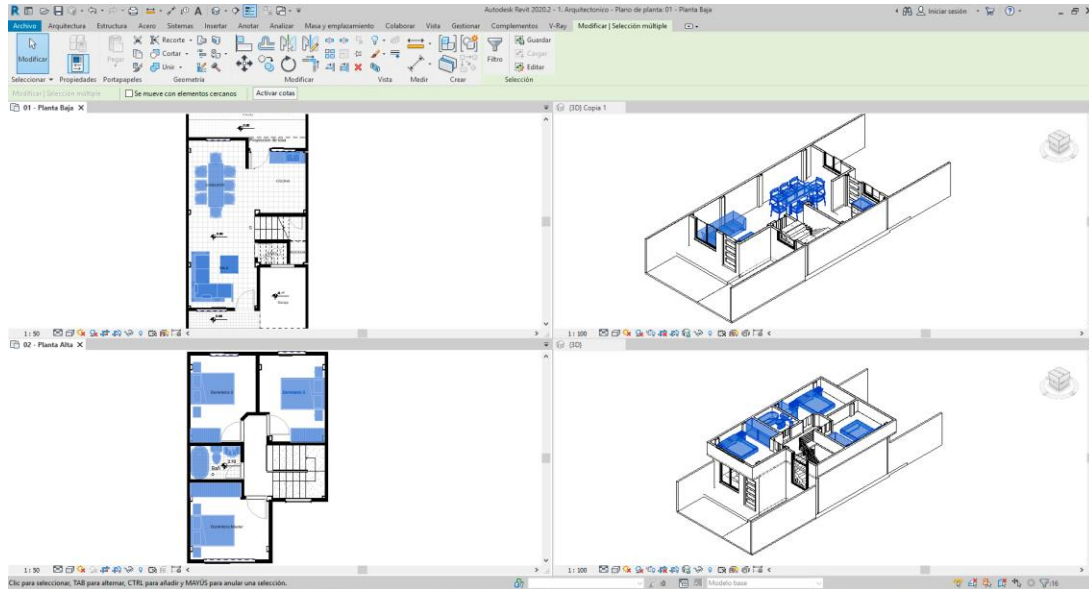 Autodesk Revit 2020.2 - 1. Arquitectonico - Plano de planta: 01 - Planta Baja
Iniciar sesión
Archivo Arquitectura Estructura Acero Sistemas Insertar Anotar Analizar Masa y emplazamiento Colaborar Vista Gestionar Complementos V-Ray Modificar | Selección múltiple
Modificar
Pegar
Recorte
Cortar
Unir
Filtro
Guardar
Cargar
Editar
Seleccionar Propiedades Portapapeles Geometría Modificar Vista Medir Crear Selección
Modificar | Selección múltiple Se mueve con elementos cercanos Activar cotas
01 - Planta Baja
{3D} Copia 1
COCINA
1 : 50
1 : 100
02 - Planta Alta
{3D}
Dormitorio Master
1 : 50
1 : 100
Clic para seleccionar, TAB para alternar, CTRL para añadir y MAYÚS para anular una selección.
Modelo base
:16